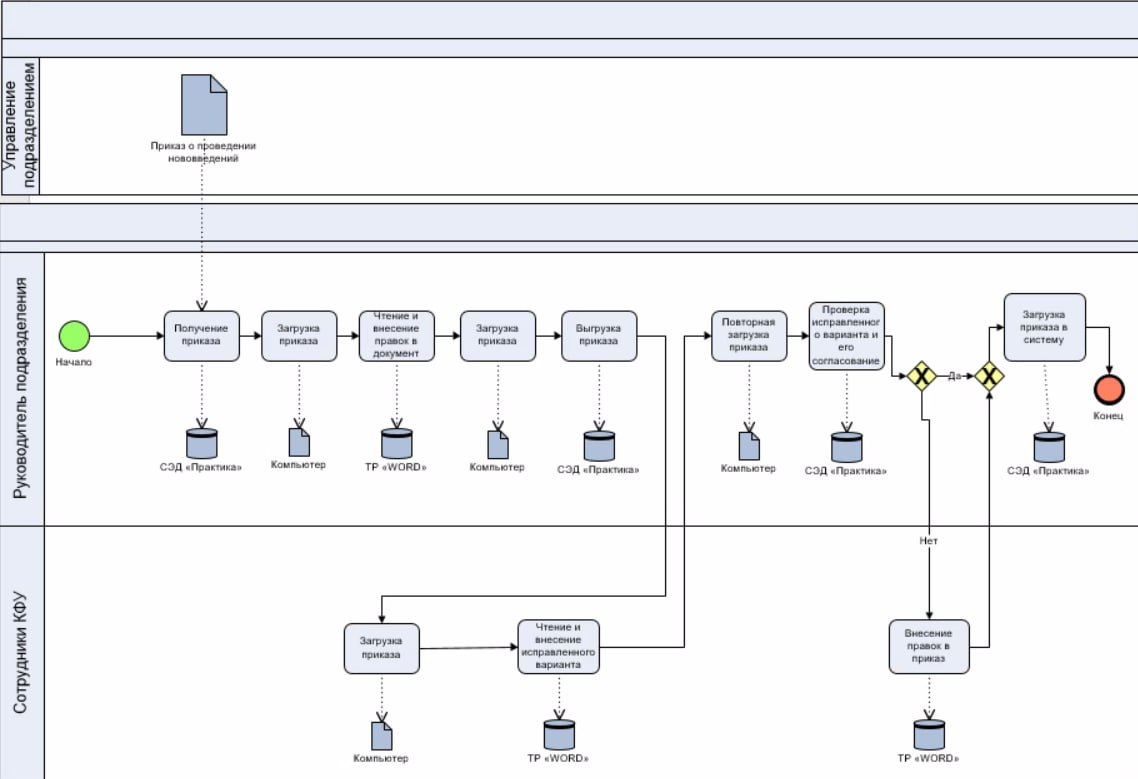 Управление
подразделением
Приказ о проведении
нововведений
Руководитель подразделения
Начало
Получение
приказа
Загрузка
приказа
Чтение и
внесение
правок в
документ
Загрузка
приказа
Выгрузка
приказа
Повторная
загрузка
приказа
Проверка
исправленног
о варианта и
его
согласование
Да
Загрузка
приказа в
систему
Конец
СЭД «Практика»
Компьютер
ТР «WORD»
Компьютер
СЭД «Практика»
Компьютер
СЭД «Практика»
СЭД «Практика»
Нет
Сотрудники КФУ
Загрузка
приказа
Чтение и
внесение
исправленного
варианта
Внесение
правок в
приказ
Компьютер
ТР «WORD»
ТР «WORD»